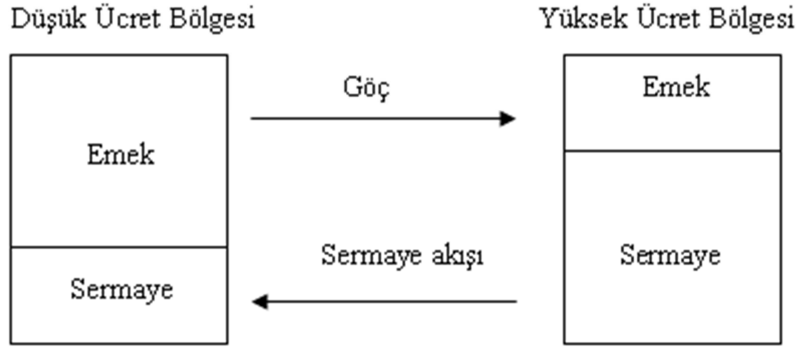 Düşük Ücret Bölgesi
Yüksek Ücret Bölgesi
Göç
Emek
Emek
Sermaye akışı
Sermaye
Sermaye